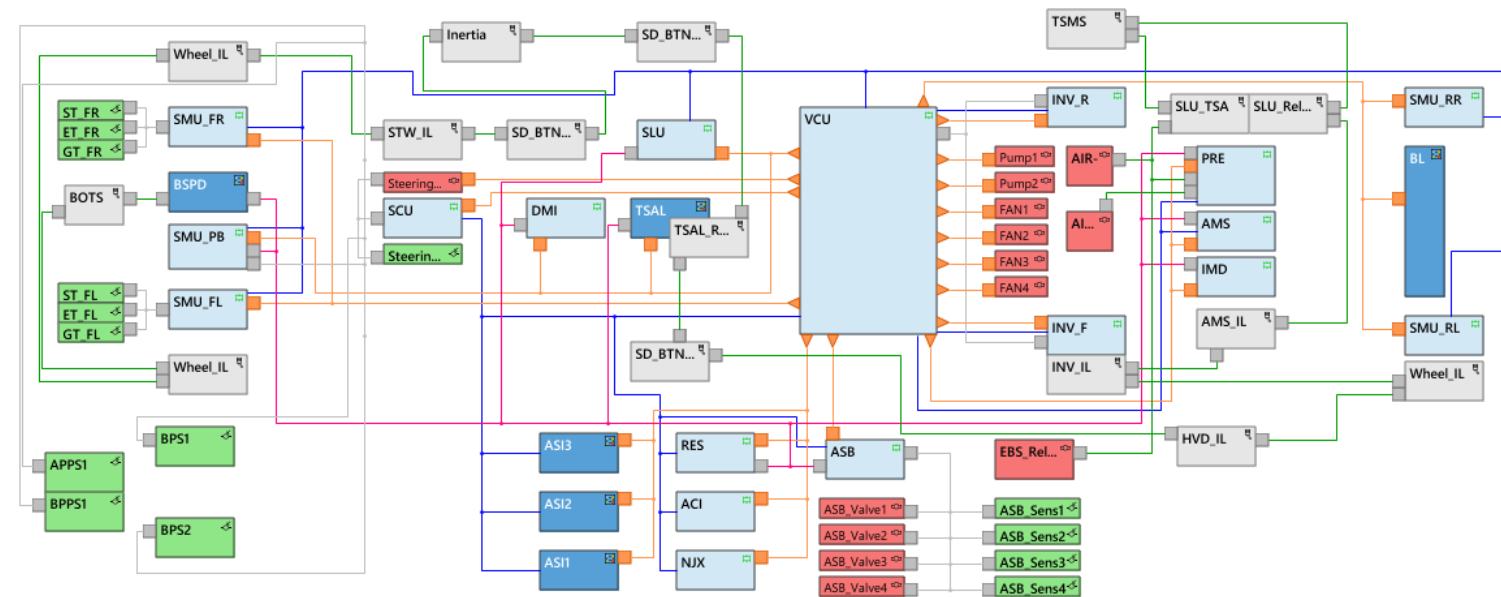 TSMS
Inertia
SD_BTN...
Wheel_IL
SMU_FR
ST_FR
ET_FR
GT_FR
STW_IL
SD_BTN...
SLU
VCU
INV_R
SLU_TSA
SLU_Rel...
SMU_RR
BOTS
BSPD
Steering...
SCU
DMI
TSAL
TSAL_R...
Pump1
Pump2
FAN1
FAN2
FAN3
FAN4
AIR-
AI...
PRE
AMS
IMD
BL
SMU_PB
Steerin...
SMU_FL
ST_FL
ET_FL
GT_FL
INV_F
INV_IL
AMS_IL
SMU_RL
Wheel_IL
SD_BTN...
Wheel_IL
BPS1
APPS1
BPPS1
BPS2
ASI3
ASI2
ASI1
RES
ACI
NJX
ASB
EBS_Rel...
HVD_IL
ASB_Valve1
ASB_Valve2
ASB_Valve3
ASB_Valve4
ASB_Sens1
ASB_Sens2
ASB_Sens3
ASB_Sens4